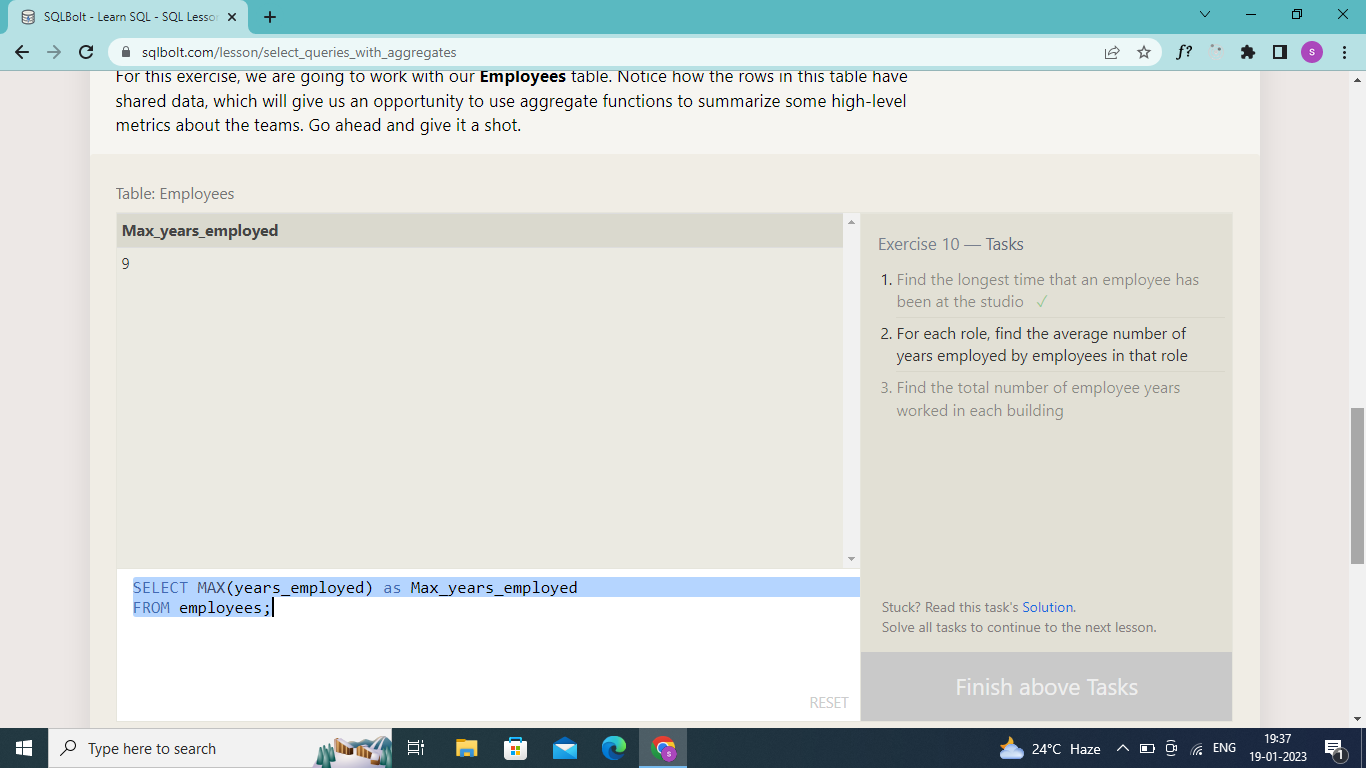 SQLBolt - Learn SQL - SQL Lesson
sqlbolt.com/lesson/select_queries_with_aggregates
f?
s
For this exercise, we are going to work with our Employees table. Notice how the rows in this table have
shared data, which will give us an opportunity to use aggregate functions to summarize some high-level
metrics about the teams. Go ahead and give it a shot.
Table: Employees
Max_years_employed
9
Exercise 10 — Tasks
1. Find the longest time that an employee has
been at the studio ✓
2. For each role, find the average number of
years employed by employees in that role
3. Find the total number of employee years
worked in each building
SELECT MAX(years_employed) as Max_years_employed
FROM employees;
RESET
Stuck? Read this task's Solution.
Solve all tasks to continue to the next lesson.
Finish above Tasks
Type here to search
s
24°C Haze
ENG
19:37
19-01-2023
1